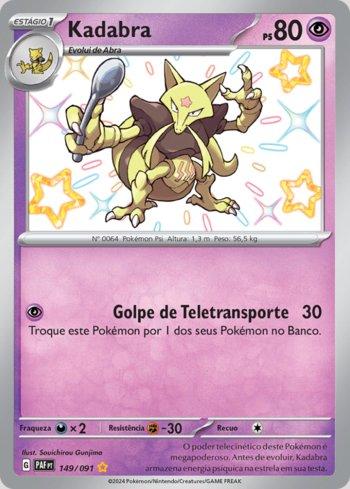 ESTÁGIO 1
Kadabra
PS 80
Evolui de Abra
Nº 0064 Pokémon Psi Altura: 1,3 m Peso: 56,5 kg
Golpe de Teletransporte 30
Troque este Pokémon por 1 dos seus Pokémon no Banco.
Fraqueza ×2 Resistência -30 Recuo
Ilust. Souichirou Gunjima
G PAF PT 149/091
O poder telecinético deste Pokémon é
megapoderoso. Antes de evoluir, Kadabra
armazena energia psíquica na estrela em sua testa.
©2024 Pokémon/Nintendo/Creatures/GAME FREAK